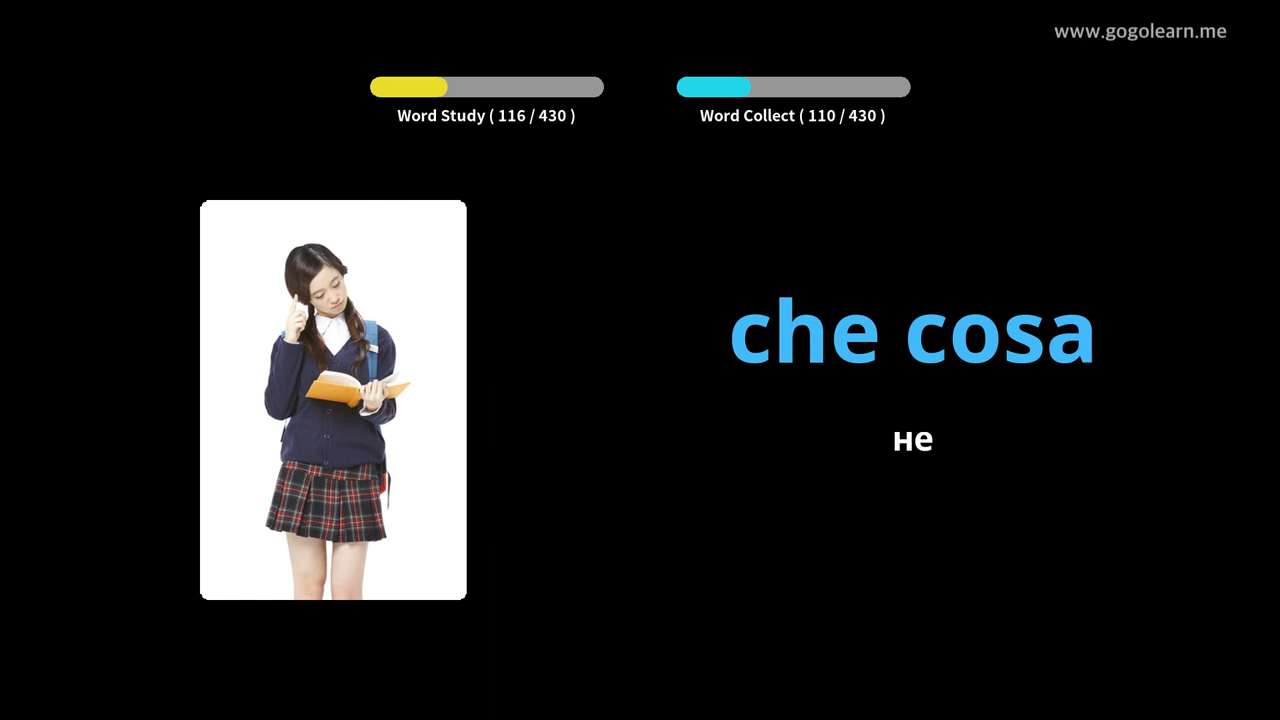 www.gogolearn.me
Word Study ( 116 / 430 )
Word Collect ( 110 / 430 )
che cosa
не